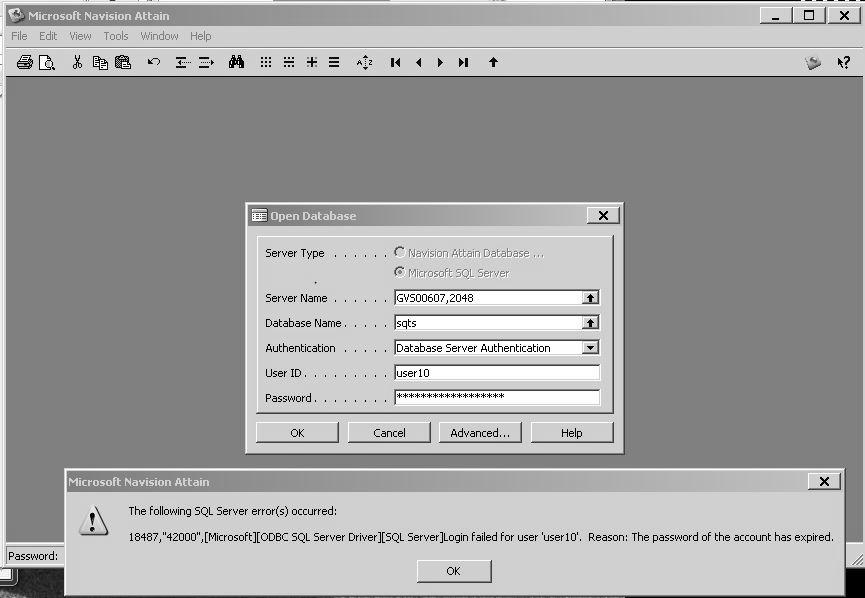 Microsoft Navision Attain
File Edit View Tools Window Help
Open Database
Server Type . . . . . . Navision Attain Database ...
Microsoft SQL Server
Server Name . . . . . . GVS00607,2048
Database Name . . . . . sqts
Authentication . . . . . Database Server Authentication
User ID . . . . . . . . . user10
Password . . . . . . . . ******************
OK Cancel Advanced... Help
Microsoft Navision Attain
The following SQL Server error(s) occurred:
18487,"42000",[Microsoft][ODBC SQL Server Driver][SQL Server]Login failed for user 'user10'. Reason: The password of the account has expired.
Password:
OK